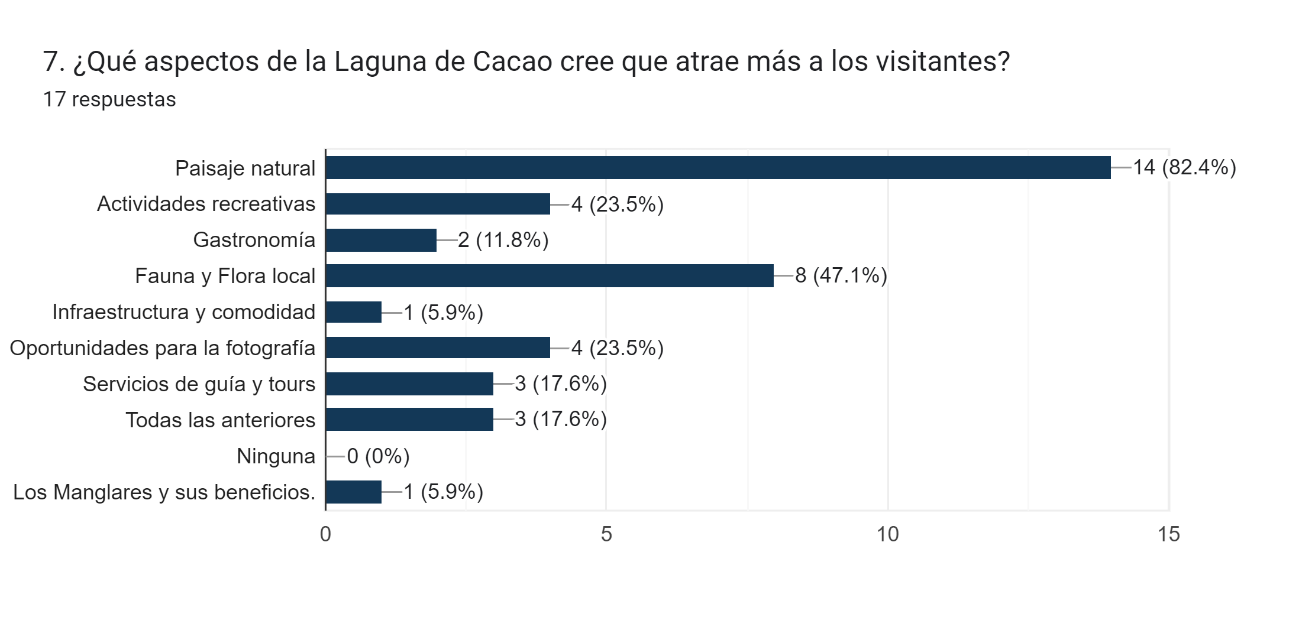 7. ¿Qué aspectos de la Laguna de Cacao cree que atrae más a los visitantes?
17 respuestas
Paisaje natural 14 (82.4%)
Actividades recreativas 4 (23.5%)
Gastronomía 2 (11.8%)
Fauna y Flora local 8 (47.1%)
Infraestructura y comodidad 1 (5.9%)
Oportunidades para la fotografía 4 (23.5%)
Servicios de guía y tours 3 (17.6%)
Todas las anteriores 3 (17.6%)
Ninguna 0 (0%)
Los Manglares y sus beneficios. 1 (5.9%)
0 5 10 15